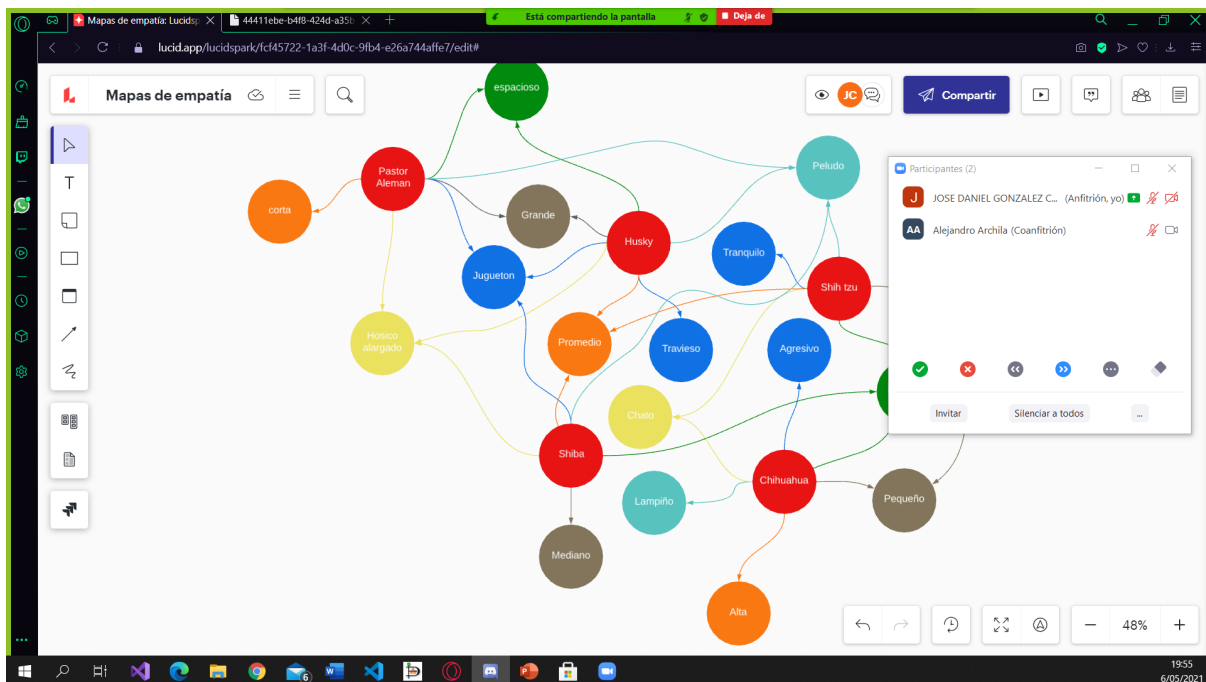 Mapas de empatía: Lucidsp
44411ebe-b4f8-424d-a35b
Está compartiendo la pantalla
Deja de
lucid.app/lucidspark/fcf45722-1a3f-4d0c-9fb4-e26a744affe7/edit#
Mapas de empatía
JC
Compartir
espacioso
Pastor
Aleman
Peludo
corta
Grande
Husky
Tranquilo
Jugueton
Shih tzu
Hosico
alargado
Promedio
Travieso
Agresivo
Chato
Shiba
Chihuahua
Lampiño
Pequeño
Mediano
Alta
Participantes (2)
J JOSE DANIEL GONZALEZ C... (Anfitrión, yo)
AA Alejandro Archila (Coanfitrión)
Invitar
Silenciar a todos
...
48%
6
19:55
6/05/2021